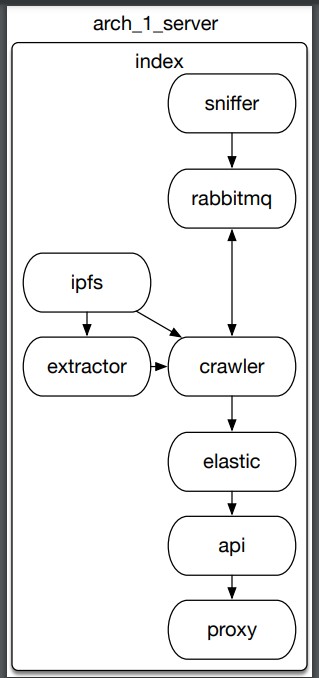 arch_1_server
index
sniffer
rabbitmq
ipfs
extractor
crawler
elastic
api
proxy